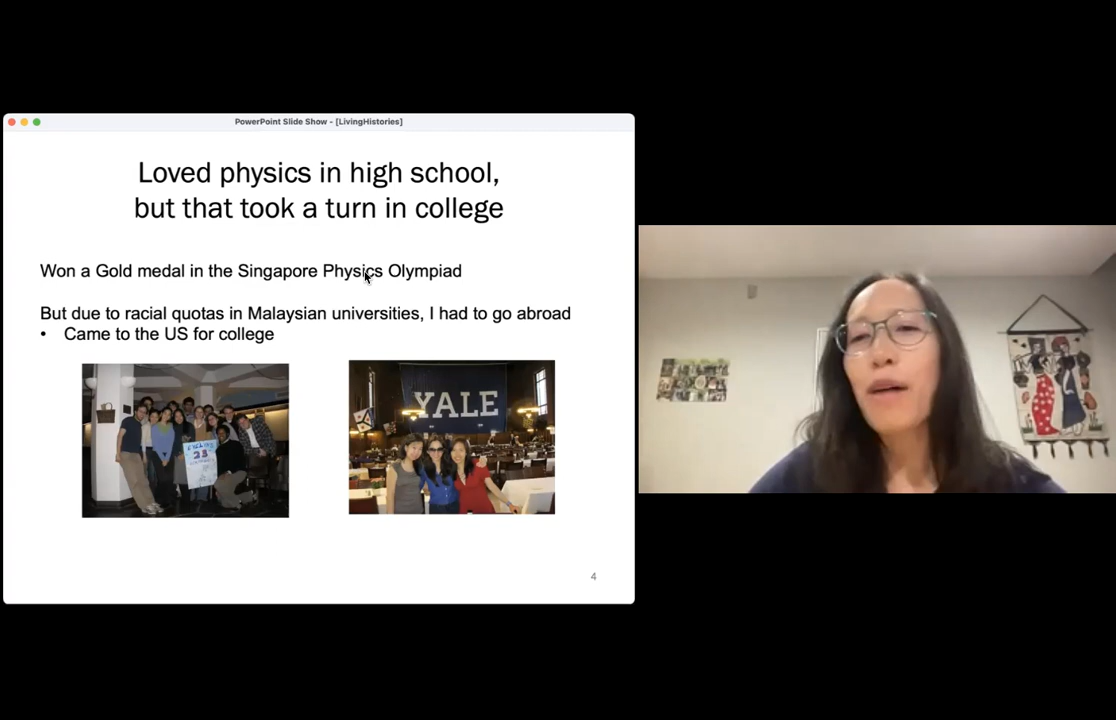 PowerPoint Slide Show - [LivingHistories]
Loved physics in high school,
but that took a turn in college
Won a Gold medal in the Singapore Physics Olympiad
But due to racial quotas in Malaysian universities, I had to go abroad
• Came to the US for college
23
YALE
4